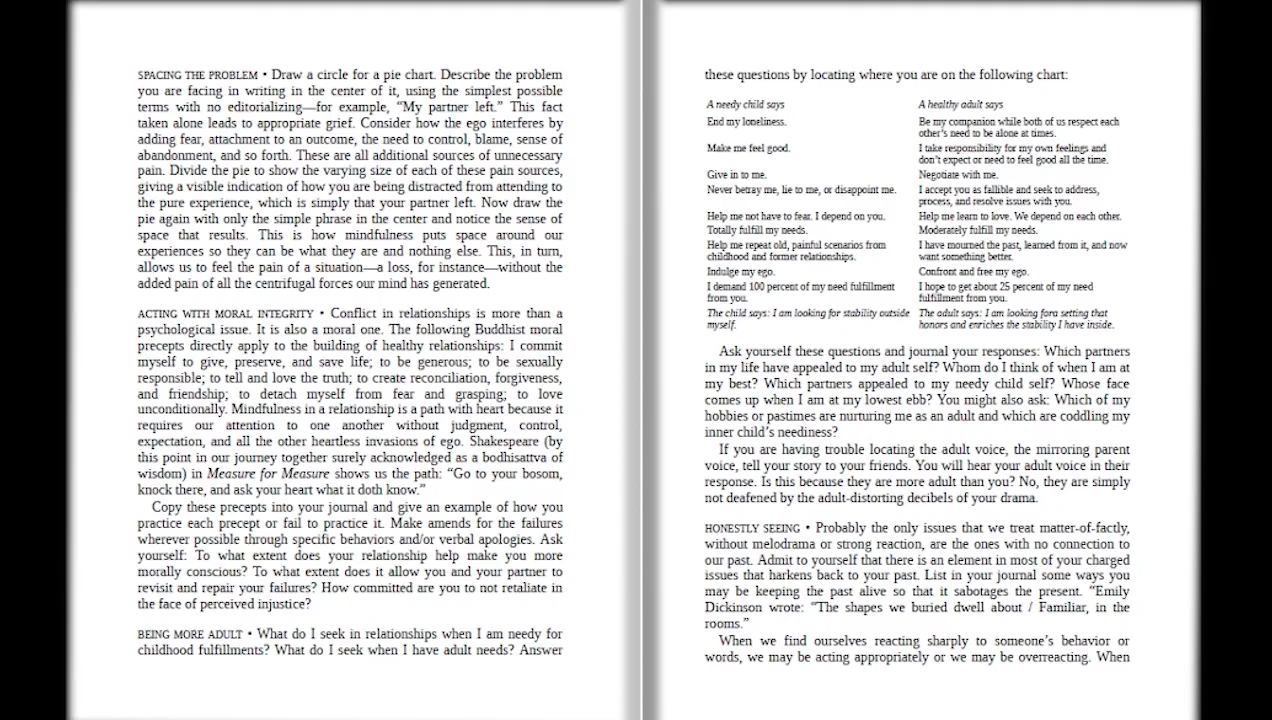 SPACING THE PROBLEM • Draw a circle for a pie chart. Describe the problem
you are facing in writing in the center of it, using the simplest possible
terms with no editorializing—for example, “My partner left.” This fact
taken alone leads to appropriate grief. Consider how the ego interferes by
adding fear, attachment to an outcome, the need to control, blame, sense of
abandonment, and so forth. These are all additional sources of unnecessary
pain. Divide the pie to show the varying size of each of these pain sources,
giving a visible indication of how you are being distracted from attending to
the pure experience, which is simply that your partner left. Now draw the
pie again with only the simple phrase in the center and notice the sense of
space that results. This is how mindfulness puts space around our
experiences so they can be what they are and nothing else. This, in turn,
allows us to feel the pain of a situation—a loss, for instance—without the
added pain of all the centrifugal forces our mind has generated.
ACTING WITH MORAL INTEGRITY • Conflict in relationships is more than a
psychological issue. It is also a moral one. The following Buddhist moral
precepts directly apply to the building of healthy relationships: I commit
myself to give, preserve, and save life; to be generous; to be sexually
responsible; to tell and love the truth; to create reconciliation, forgiveness,
and friendship; to detach myself from fear and grasping; to love
unconditionally. Mindfulness in a relationship is a path with heart because it
requires our attention to one another without judgment, control,
expectation, and all the other heartless invasions of ego. Shakespeare (by
this point in our journey together surely acknowledged as a bodhisattva of
wisdom) in Measure for Measure shows us the path: “Go to your bosom,
knock there, and ask your heart what it doth know.”
Copy these precepts into your journal and give an example of how you
practice each precept or fail to practice it. Make amends for the failures
wherever possible through specific behaviors and/or verbal apologies. Ask
yourself: To what extent does your relationship help make you more
morally conscious? To what extent does it allow you and your partner to
revisit and repair your failures? How committed are you to not retaliate in
the face of perceived injustice?
BEING MORE ADULT • What do I seek in relationships when I am needy for
childhood fulfillments? What do I seek when I have adult needs? Answer
these questions by locating where you are on the following chart:
A needy child says
A healthy adult says
End my loneliness.
Be my companion while both of us respect each
other’s need to be alone at times.
Make me feel good.
I take responsibility for my own feelings and
don’t expect or need to feel good all the time.
Give in to me.
Negotiate with me.
Never betray me, lie to me, or disappoint me.
I accept you as fallible and seek to address,
process, and resolve issues with you.
Help me not have to fear. I depend on you.
Help me learn to love. We depend on each other.
Totally fulfill my needs.
Moderately fulfill my needs.
Help me repeat old, painful scenarios from
childhood and former relationships.
I have mourned the past, learned from it, and now
want something better.
Indulge my ego.
Confront and free my ego.
I demand 100 percent of my need fulfillment
from you.
I hope to get about 25 percent of my need
fulfillment from you.
The child says: I am looking for stability outside
myself.
The adult says: I am looking fora setting that
honors and enriches the stability I have inside.
Ask yourself these questions and journal your responses: Which partners
in my life have appealed to my adult self? Whom do I think of when I am at
my best? Which partners appealed to my needy child self? Whose face
comes up when I am at my lowest ebb? You might also ask: Which of my
hobbies or pastimes are nurturing me as an adult and which are coddling my
inner child’s neediness?
If you are having trouble locating the adult voice, the mirroring parent
voice, tell your story to your friends. You will hear your adult voice in their
response. Is this because they are more adult than you? No, they are simply
not deafened by the adult-distorting decibels of your drama.
HONESTLY SEEING • Probably the only issues that we treat matter-of-factly,
without melodrama or strong reaction, are the ones with no connection to
our past. Admit to yourself that there is an element in most of your charged
issues that harkens back to your past. List in your journal some ways you
may be keeping the past alive so that it sabotages the present. “Emily
Dickinson wrote: “The shapes we buried dwell about / Familiar, in the
rooms.”
When we find ourselves reacting sharply to someone’s behavior or
words, we may be acting appropriately or we may be overreacting. When